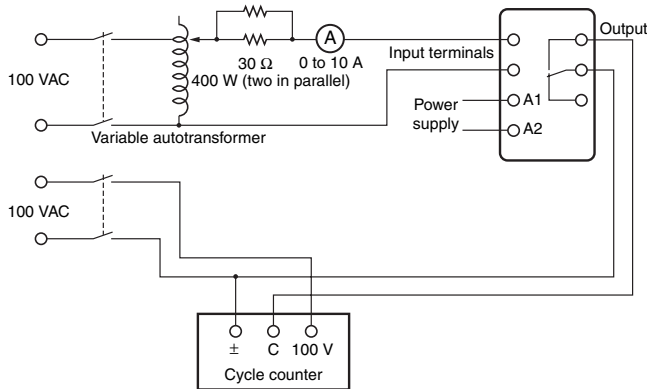 100 VAC
30 Ω
400 W (two in parallel)
A
0 to 10 A
Variable autotransformer
Input terminals
Output
Power
supply
A1
A2
100 VAC
± C 100 V
Cycle counter